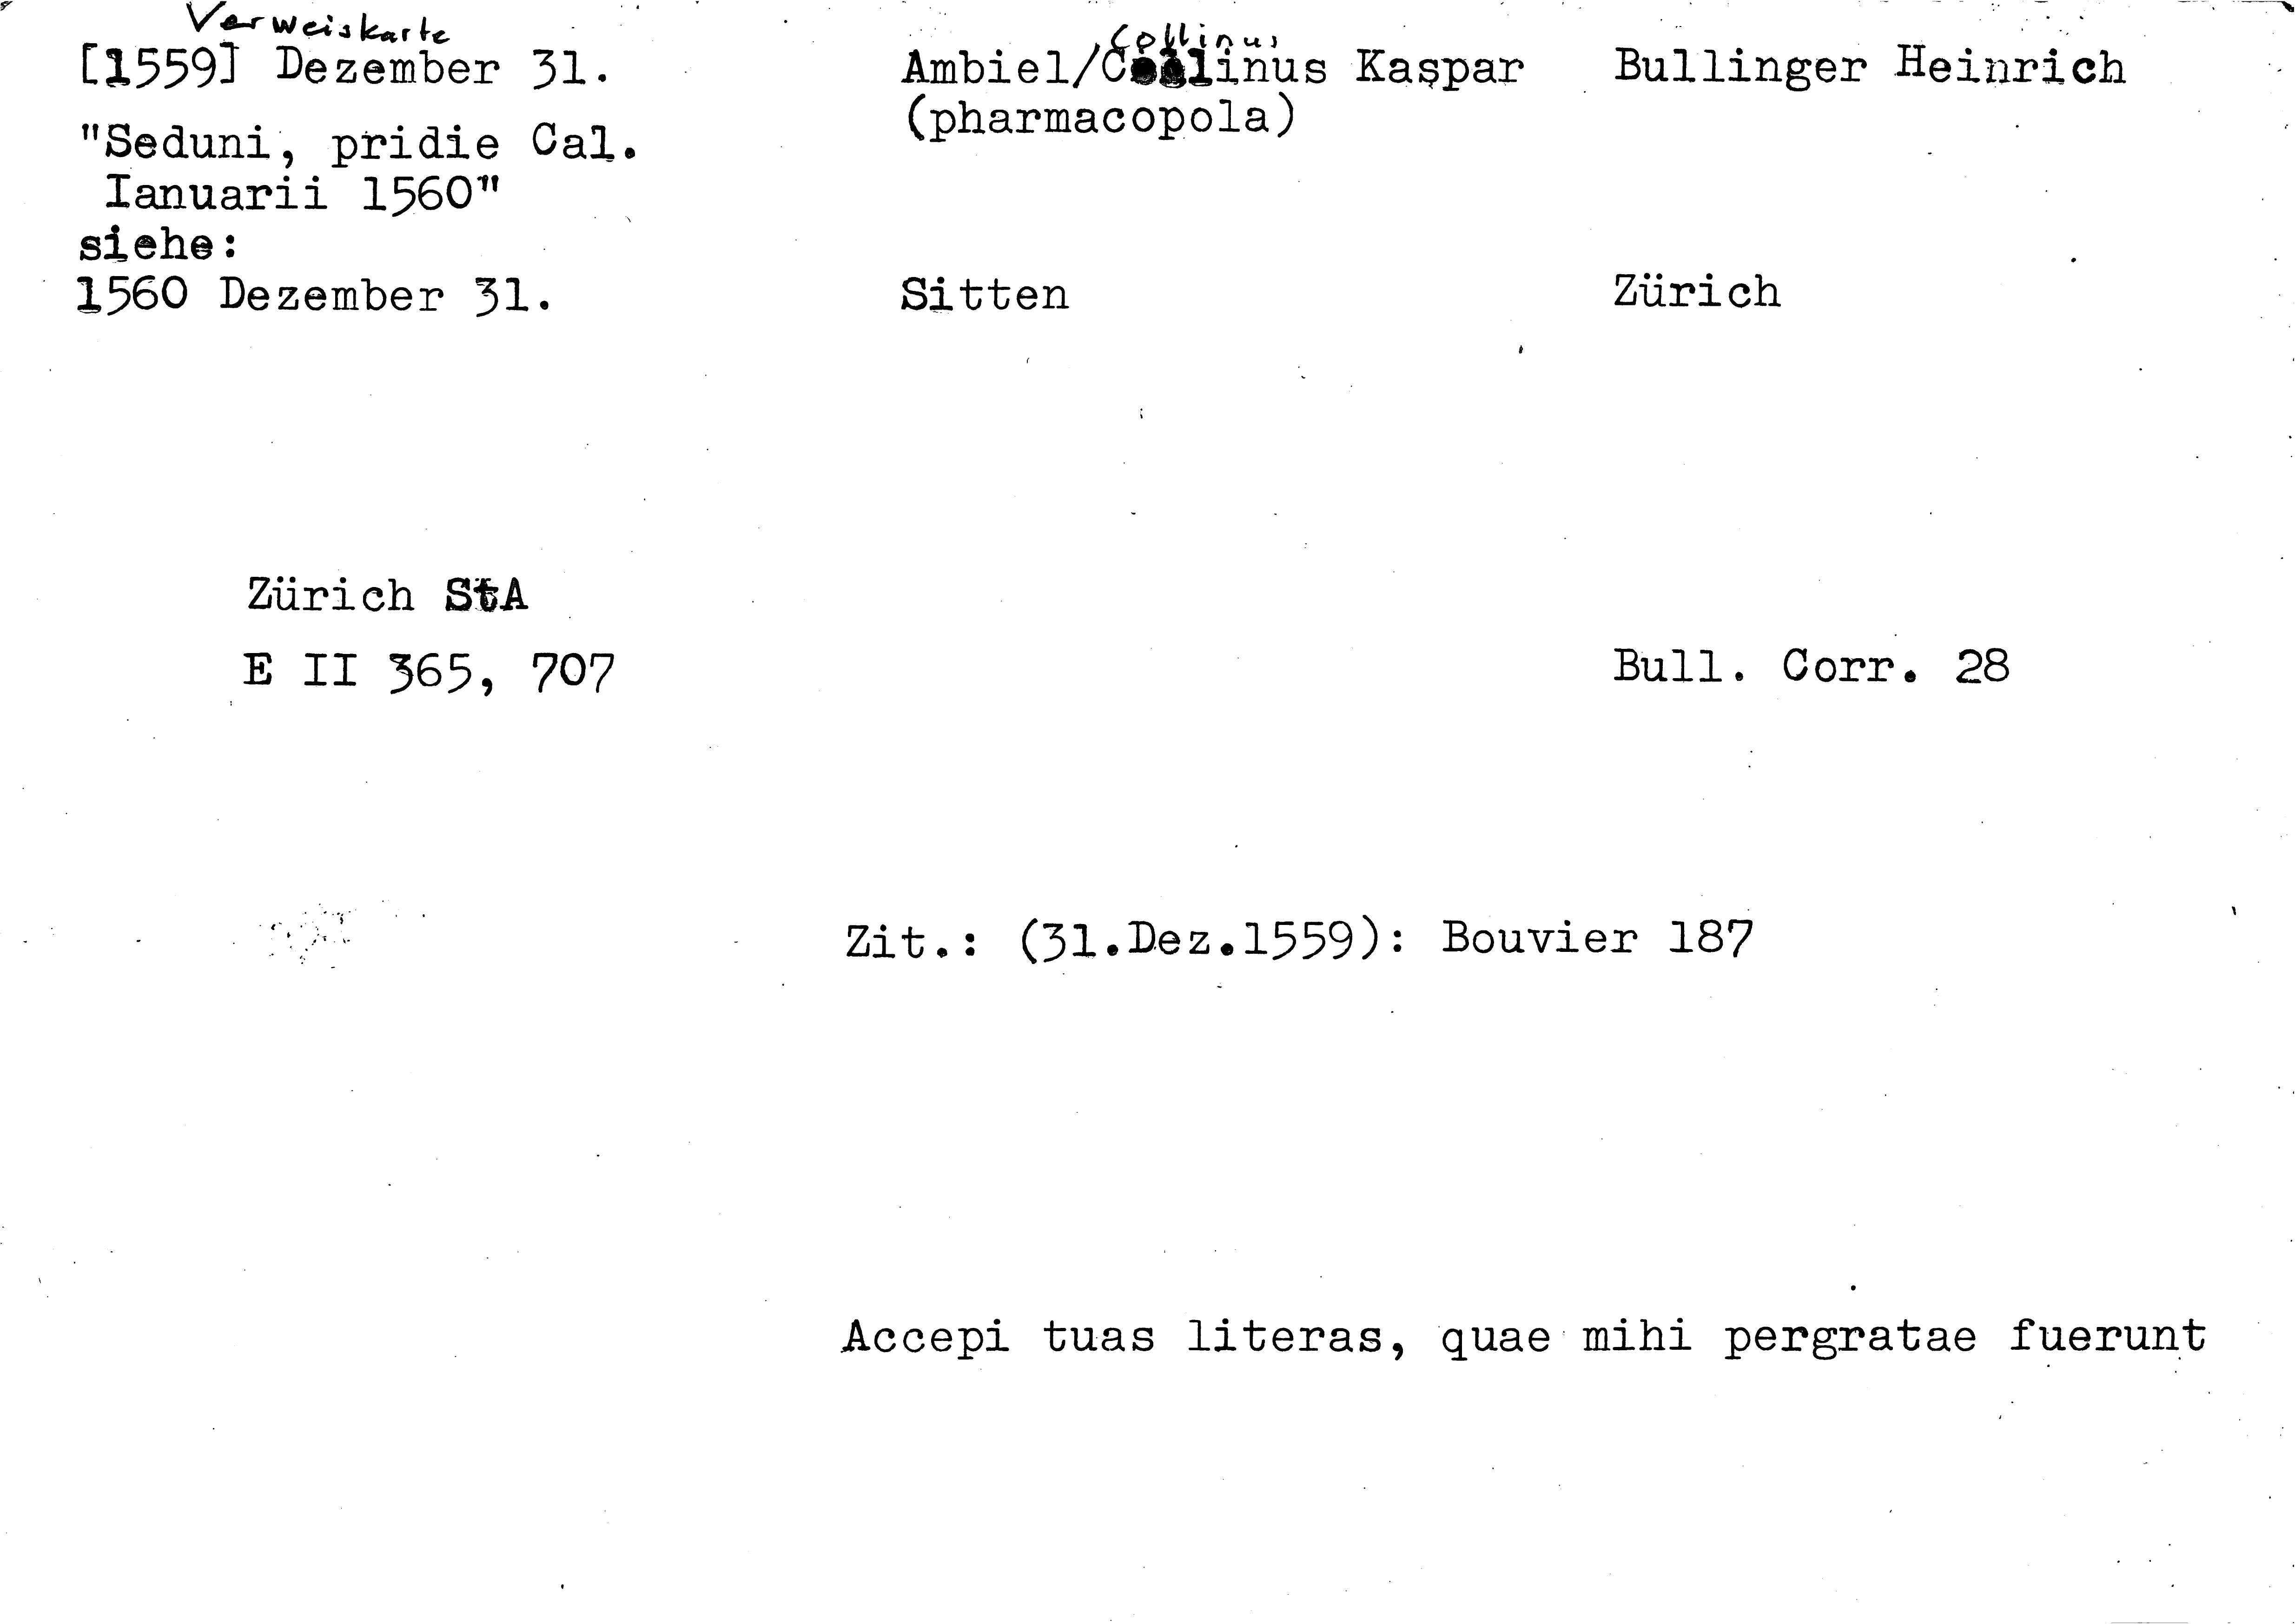 Verweiskarte
[1559] Dezember 31.
"Seduni, pridie Cal.
Ianuarii 1560"
siehe:
1560 Dezember 31.
Collinus
Ambiel/Collinus Kaspar
(pharmacopola)
Sitten
Bullinger Heinrich
Zürich
Zürich StA
E II 365, 707
Bull. Corr. 28
Zit.: (31.Dez.1559): Bouvier 187
Accepi tuas literas, quae mihi pergratae fuerunt